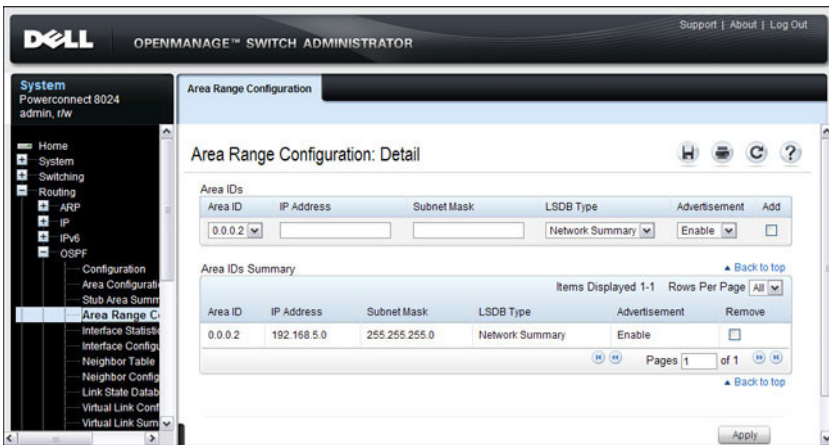 Support | About | Log Out
DELL
OPENMANAGE™ SWITCH ADMINISTRATOR
System
Powerconnect 8024
admin, r/w
Home
System
Switching
Routing
ARP
IP
IPv6
OSPF
Configuration
Area Configurati
Stub Area Summ
Area Range C
Interface Statistic
Interface Configu
Neighbor Table
Neighbor Config
Link State Datab
Virtual Link Conf
Virtual Link Sum
Area Range Configuration
Area Range Configuration: Detail
Area IDs
Area ID IP Address Subnet Mask LSDB Type Advertisement Add
0.0.0.2 Network Summary Enable
Back to top
Area IDs Summary
Items Displayed 1-1 Rows Per Page All
Area ID IP Address Subnet Mask LSDB Type Advertisement Remove
0.0.0.2 192.168.5.0 255.255.255.0 Network Summary Enable
Pages 1 of 1
Back to top
Apply